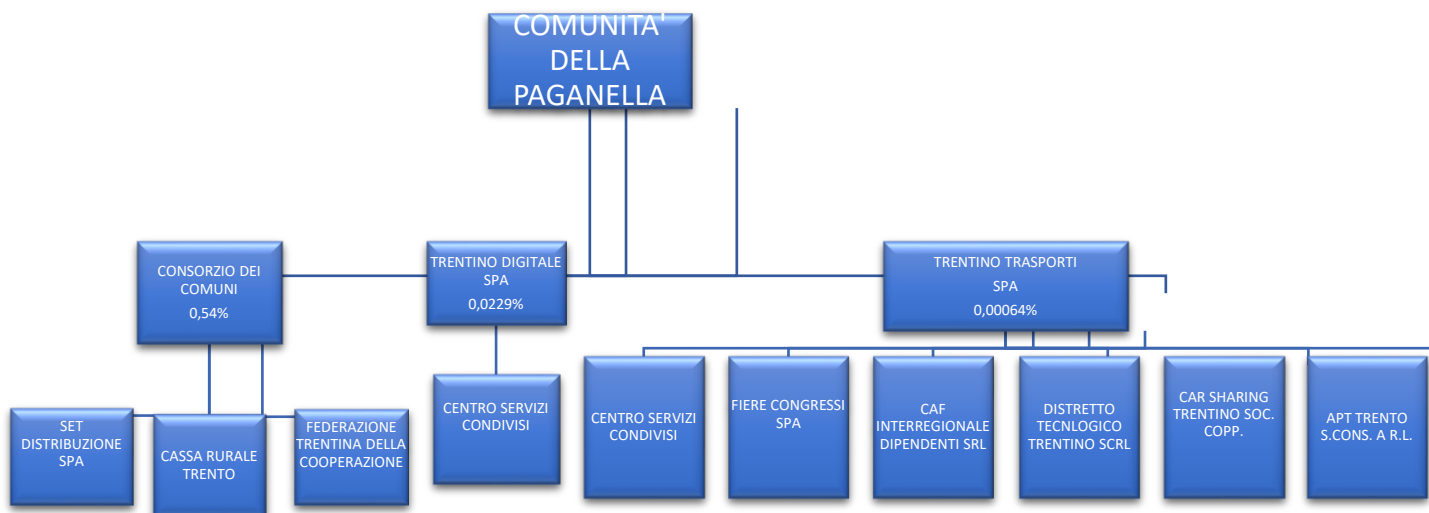 COMUNITA'
DELLA
PAGANELLA
CONSORZIO DEI
COMUNI
0,54%
TRENTINO DIGITALE
SPA
0,0229%
TRENTINO TRASPORTI
SPA
0,00064%
SET
DISTRIBUZIONE
SPA
CASSA RURALE
TRENTO
FEDERAZIONE
TRENTINA DELLA
COOPERAZIONE
CENTRO SERVIZI
CONDIVISI
CENTRO SERVIZI
CONDIVISI
FIERE CONGRESSI
SPA
CAF
INTERREGIONALE
DIPENDENTI SRL
DISTRETTO
TECNLOGICO
TRENTINO SCRL
CAR SHARING
TRENTINO SOC.
COPP.
APT TRENTO
S.CONS. A R.L.